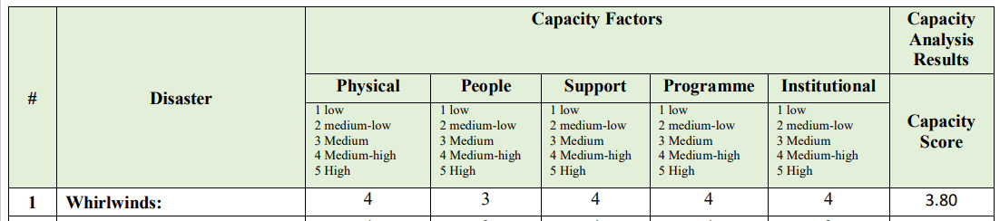 # Disaster Capacity Factors Capacity Analysis Results
Physical People Support Programme Institutional Capacity Score
1 low 1 low 1 low 1 low 1 low
2 medium-low 2 medium-low 2 medium-low 2 medium-low 2 medium-low
3 Medium 3 Medium 3 Medium 3 Medium 3 Medium
4 Medium-high 4 Medium-high 4 Medium-high 4 Medium-high 4 Medium-high
5 High 5 High 5 High 5 High 5 High
1 Whirlwinds: 4 3 4 4 4 3.80